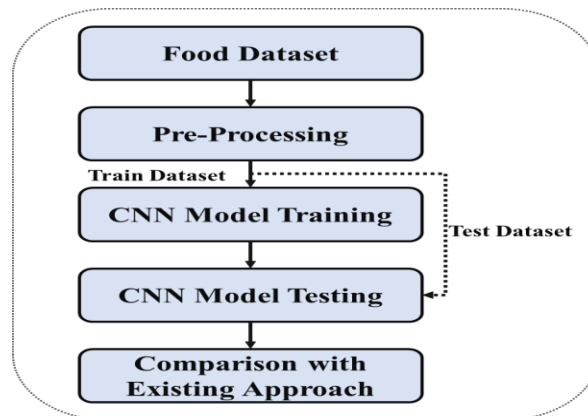 Food Dataset
Pre-Processing
Train Dataset
CNN Model Training
Test Dataset
CNN Model Testing
Comparison with
Existing Approach